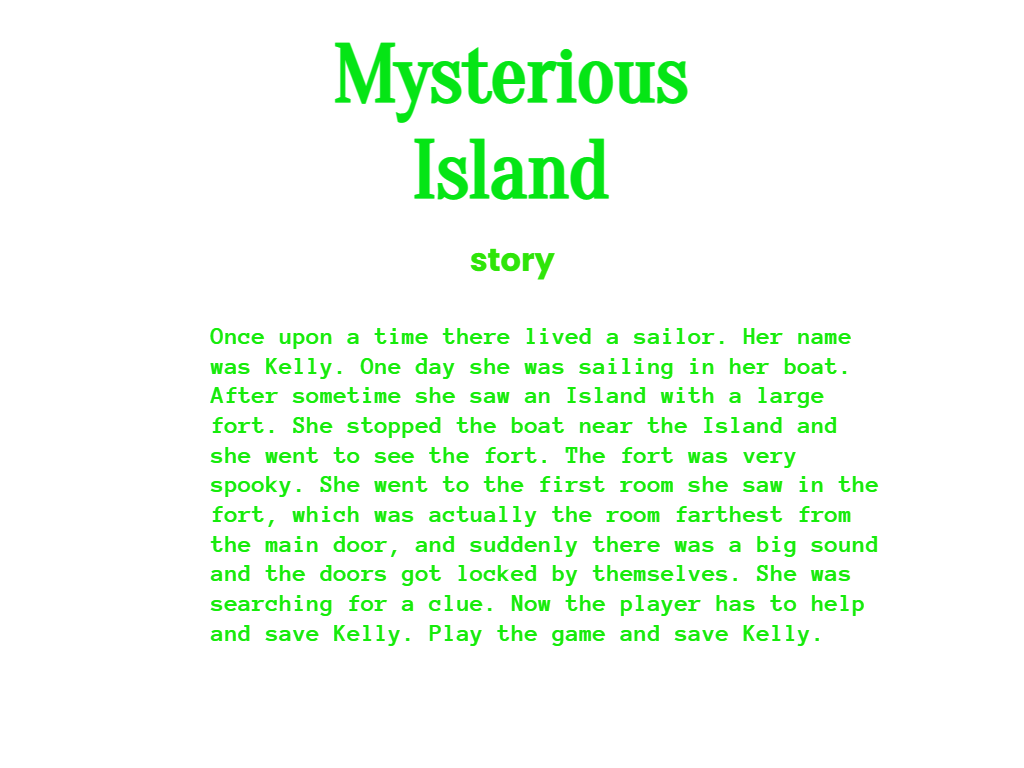 Mysterious
Island
story
Once upon a time there lived a sailor. Her name
was Kelly. One day she was sailing in her boat.
After sometime she saw an Island with a large
fort. She stopped the boat near the Island and
she went to see the fort. The fort was very
spooky. She went to the first room she saw in the
fort, which was actually the room farthest from
the main door, and suddenly there was a big sound
and the doors got locked by themselves. She was
searching for a clue. Now the player has to help
and save Kelly. Play the game and save Kelly.